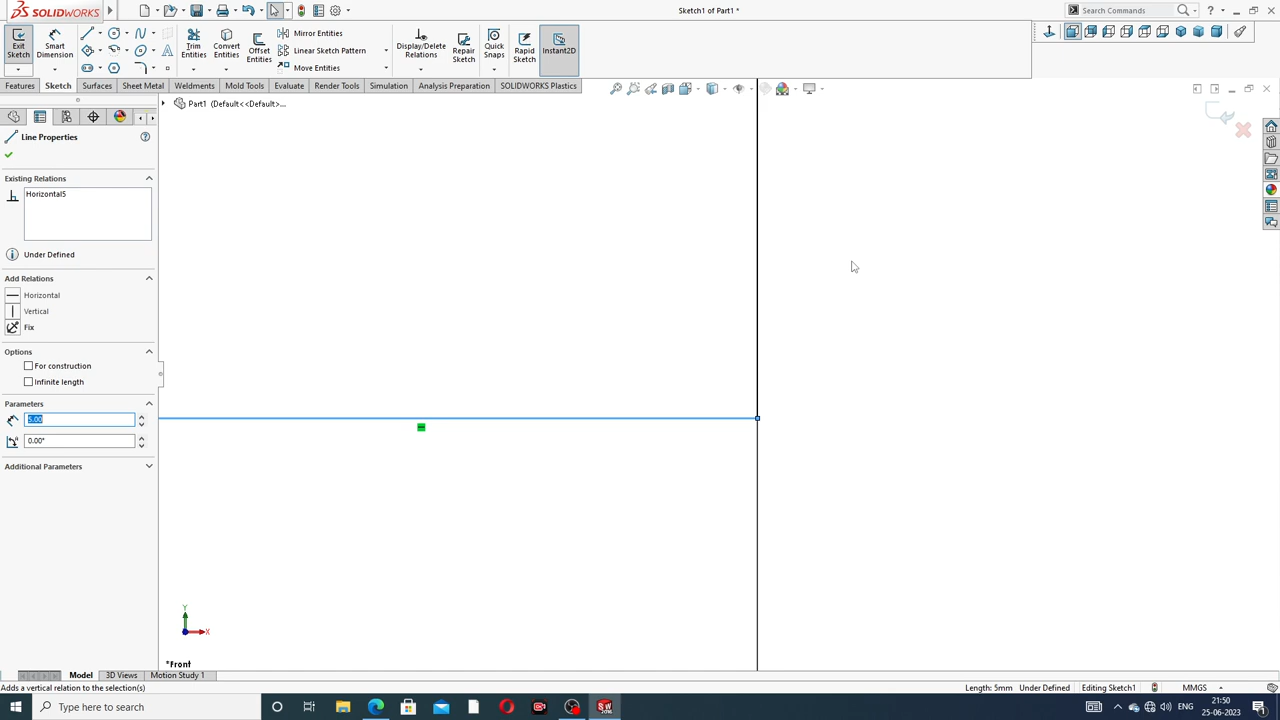 SOLIDWORKS
Sketch1 of Part1 *
Search Commands
Exit Sketch
Smart Dimension
Trim Entities
Convert Entities
Offset Entities
Mirror Entities
Linear Sketch Pattern
Move Entities
Display/Delete Relations
Repair Sketch
Quick Snaps
Rapid Sketch
Instant2D
Features Sketch Surfaces Sheet Metal Weldments Mold Tools Evaluate Render Tools Simulation Analysis Preparation SOLIDWORKS Plastics
Part1 (Default<<Default>...
Line Properties
Existing Relations
Horizontal5
Under Defined
Add Relations
Horizontal
Vertical
Fix
Options
For construction
Infinite length
Parameters
5.00
0.00°
Additional Parameters
Y
X
*Front
Model 3D Views Motion Study 1
Adds a vertical relation to the selection(s)
Length: 5mm Under Defined Editing Sketch1 MMGS
Type here to search
ENG
21:50
25-06-2023